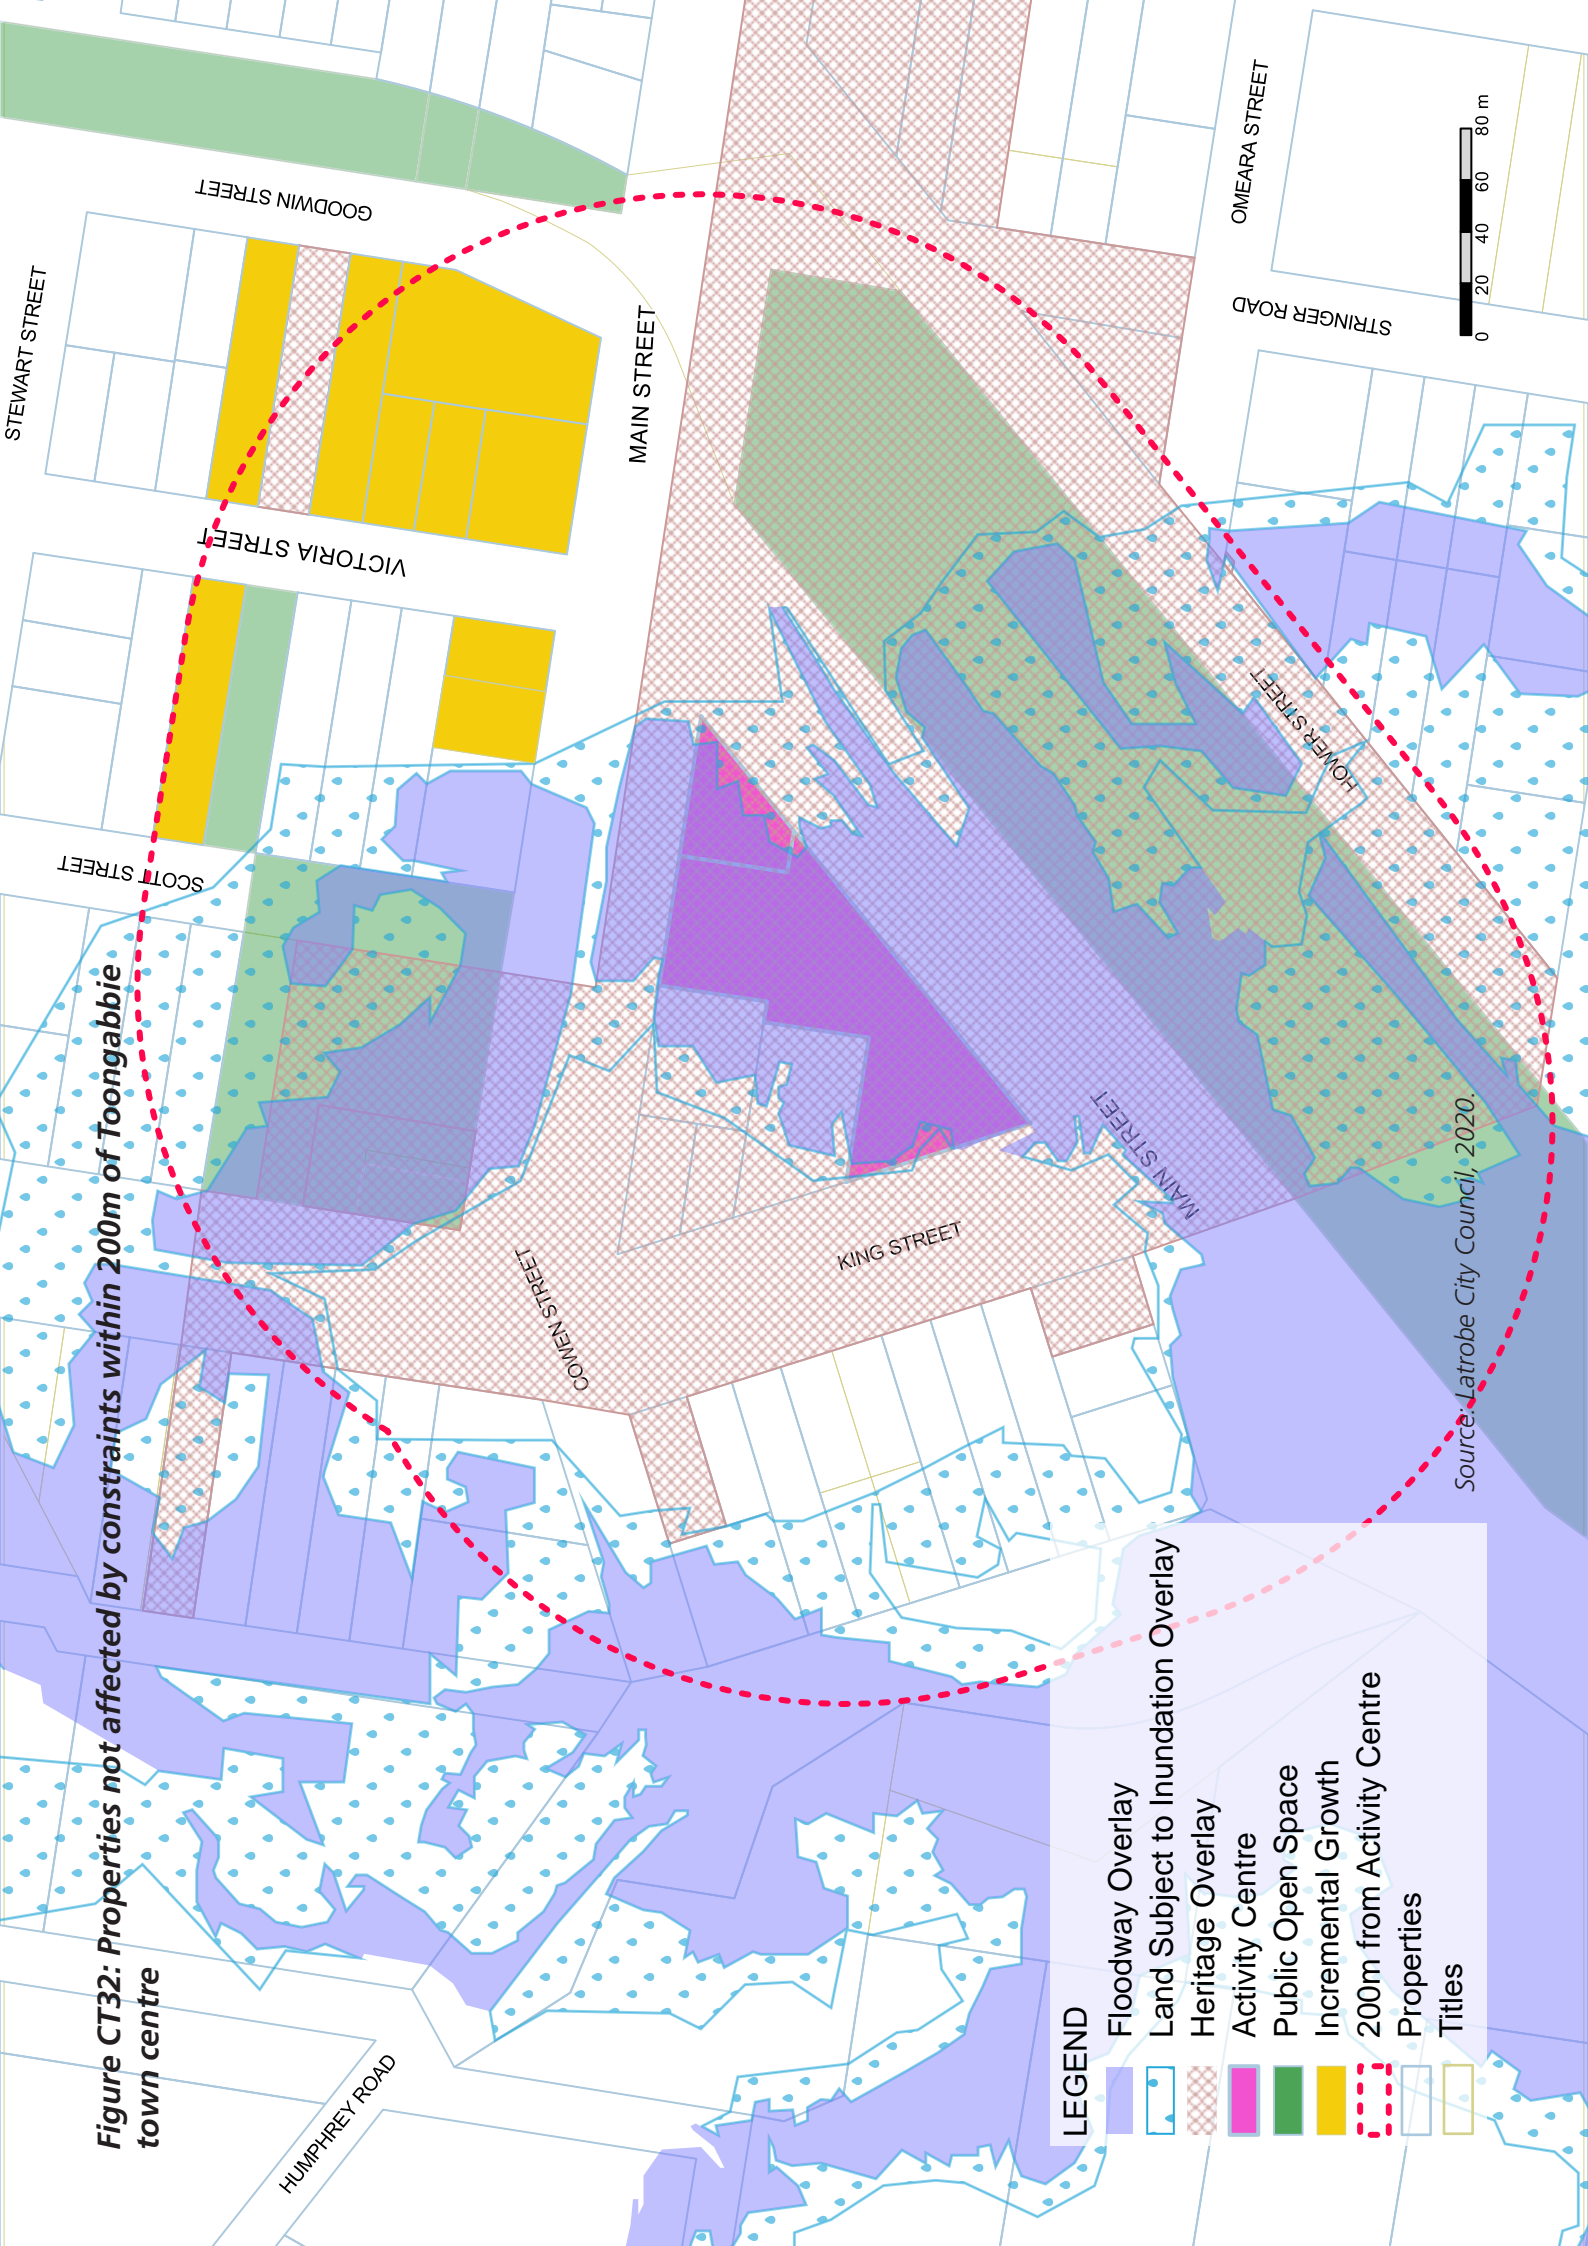 Figure CT32: Properties not affected by constraints within 200m of Toongabbie
town centre
STEWART STREET
GOODWIN STREET
VICTORIA STREET
SCOTT STREET
MAIN STREET
OMEARA STREET
STRINGER ROAD
HOWER STREET
MAIN STREET
KING STREET
COWEN STREET
HUMPHREY ROAD
0 20 40 60 80 m
LEGEND
Floodway Overlay
Land Subject to Inundation Overlay
Heritage Overlay
Activity Centre
Public Open Space
Incremental Growth
200m from Activity Centre
Properties
Titles
Source: Latrobe City Council, 2020.